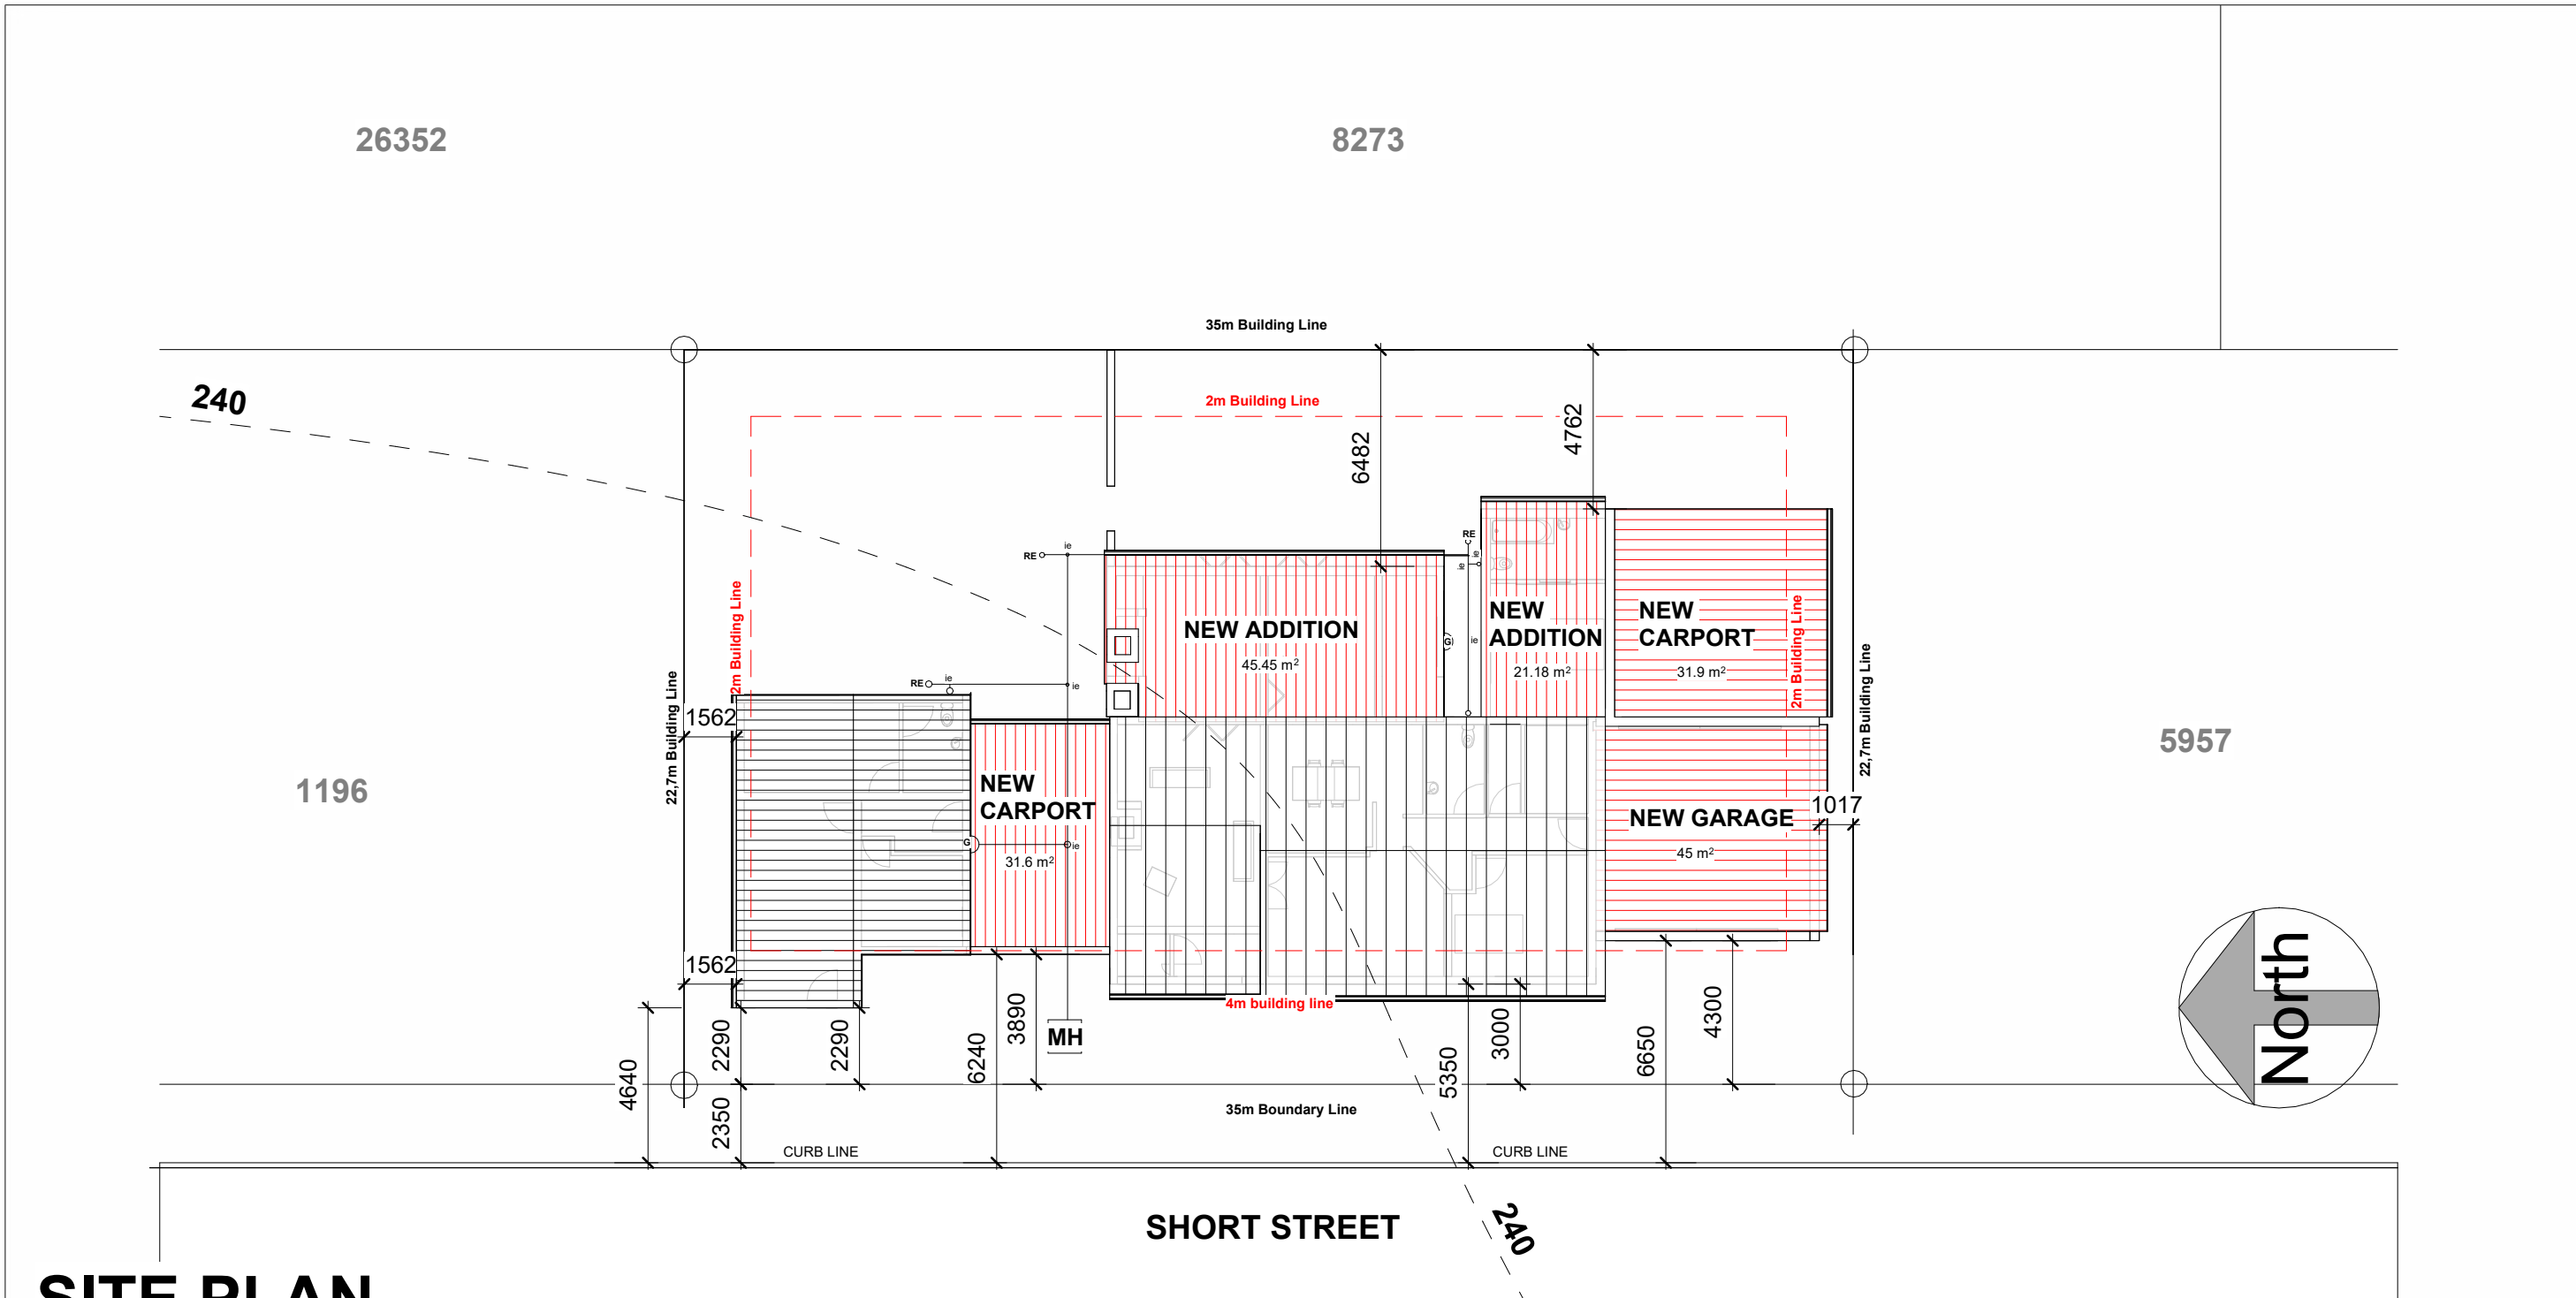 26352
8273
35m Building Line
240
2m Building Line
6482
4762
RE
ie
RE
ie
ie
NEW ADDITION
45.45 m²
G
ie
NEW
ADDITION
21.18 m²
NEW
CARPORT
31.9 m²
2m Building Line
2m Building Line
22,7m Building Line
22,7m Building Line
RE
ie
ie
1562
1196
5957
NEW
CARPORT
31.6 m²
G
ie
NEW GARAGE
45 m²
1017
1562
4m building line
4640
2290
2290
6240
3890
MH
5350
3000
6650
4300
North
2350
35m Boundary Line
CURB LINE
CURB LINE
SHORT STREET
240
SITE PLAN